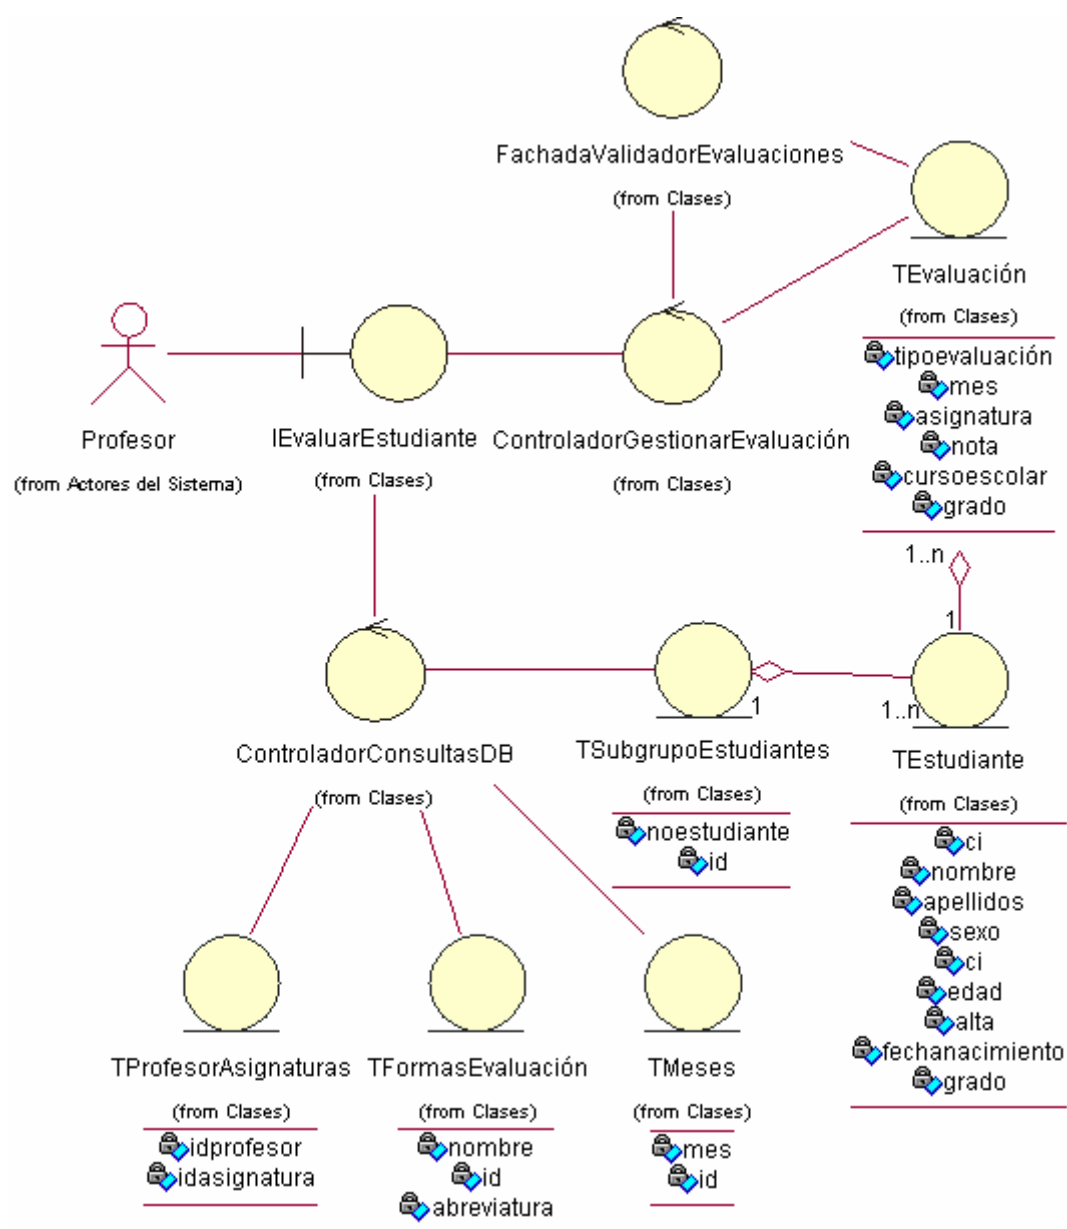 FachadaValidadorEvaluaciones
(from Clases)
TEvaluación
(from Clases)
tipoevaluación
mes
asignatura
nota
cursoescolar
grado
Profesor
(from Actores del Sistema)
IEvaluarEstudiante
(from Clases)
ControladorGestionarEvaluación
(from Clases)
1..n
1
ControladorConsultasDB
(from Clases)
TSubgrupoEstudiantes
(from Clases)
noestudiante
id
1
1..n
TEstudiante
(from Clases)
ci
nombre
apellidos
sexo
ci
edad
alta
fechanacimiento
grado
TProfesorAsignaturas
(from Clases)
idprofesor
idasignatura
TFormasEvaluación
(from Clases)
nombre
id
abreviatura
TMeses
(from Clases)
mes
id